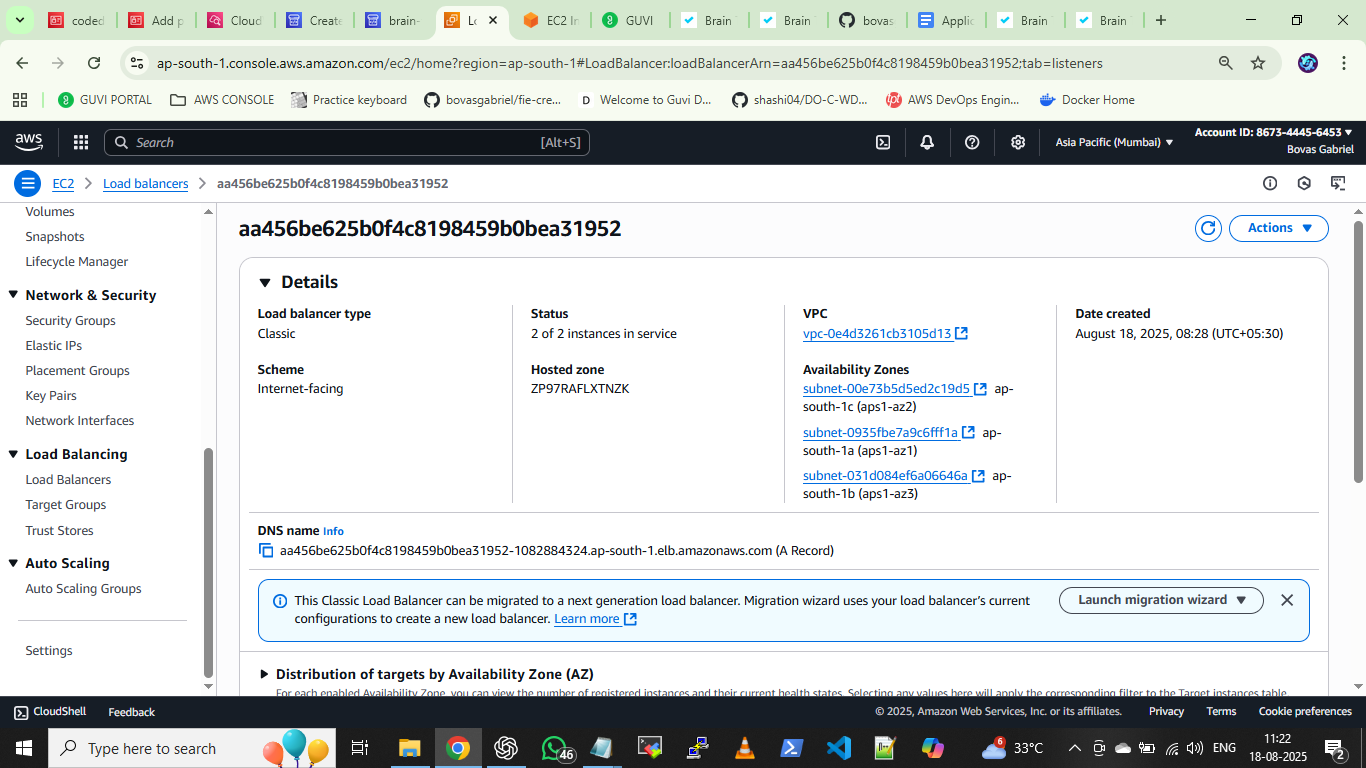 coded
Add p
Cloud
Create
brain-
Lo
EC2 In
GUVI
Brain
Brain
bovas
Applic
Brain
Brain
ap-south-1.console.aws.amazon.com/ec2/home?region=ap-south-1#LoadBalancer:loadBalancerArn=aa456be625b0f4c8198459b0bea31952;tab=listeners
GUVI PORTAL
AWS CONSOLE
Practice keyboard
bovasgabriel/fie-cre...
D Welcome to Guvi D...
shashi04/DO-C-WD...
AWS DevOps Engin...
Docker Home
aws
Search [Alt+S]
Asia Pacific (Mumbai)
Account ID: 8673-4445-6453
Bovas Gabriel
EC2 > Load balancers > aa456be625b0f4c8198459b0bea31952
Volumes
Snapshots
Lifecycle Manager
Network & Security
Security Groups
Elastic IPs
Placement Groups
Key Pairs
Network Interfaces
Load Balancing
Load Balancers
Target Groups
Trust Stores
Auto Scaling
Auto Scaling Groups
Settings
aa456be625b0f4c8198459b0bea31952
Actions
Details
Load balancer type
Classic
Scheme
Internet-facing
Status
2 of 2 instances in service
Hosted zone
ZP97RAFLXTNZK
VPC
vpc-0e4d3261cb3105d13
Availability Zones
subnet-00e73b5d5ed2c19d5 ap-
south-1c (aps1-az2)
subnet-0935fbe7a9c6fff1a ap-
south-1a (aps1-az1)
subnet-031d084ef6a06646a ap-
south-1b (aps1-az3)
Date created
August 18, 2025, 08:28 (UTC+05:30)
DNS name Info
aa456be625b0f4c8198459b0bea31952-1082884324.ap-south-1.elb.amazonaws.com (A Record)
This Classic Load Balancer can be migrated to a next generation load balancer. Migration wizard uses your load balancer's current
configurations to create a new load balancer. Learn more
Launch migration wizard
Distribution of targets by Availability Zone (AZ)
For each enabled Availability Zone, you can view the number of registered instances and their current health states. Selecting any values here will apply the corresponding filter to the Target instances table.
CloudShell
Feedback
© 2025, Amazon Web Services, Inc. or its affiliates.
Privacy
Terms
Cookie preferences
Type here to search
46
6
33°C
ENG
11:22
18-08-2025
2